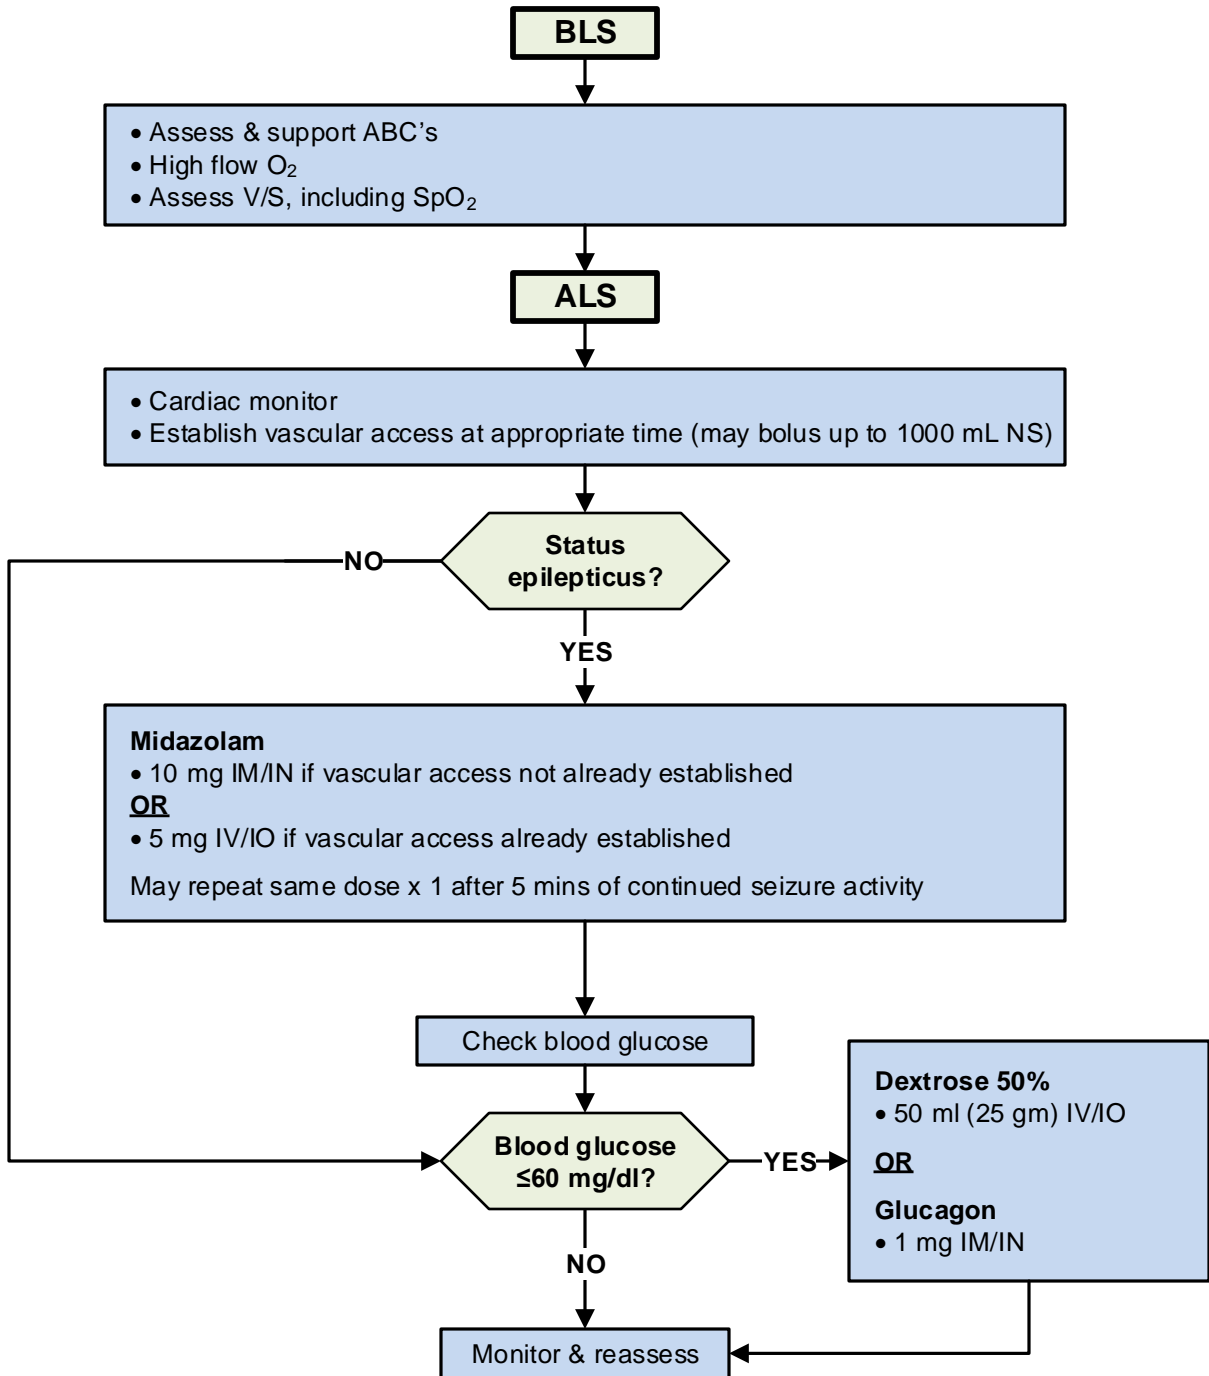 BLS
• Assess & support ABC’s
• High flow O₂
• Assess V/S, including SpO₂
ALS
• Cardiac monitor
• Establish vascular access at appropriate time (may bolus up to 1000 mL NS)
Status
epilepticus?
NO
YES
Midazolam
• 10 mg IM/IN if vascular access not already established
OR
• 5 mg IV/IO if vascular access already established
May repeat same dose x 1 after 5 mins of continued seizure activity
Check blood glucose
Blood glucose
≤60 mg/dl?
YES
Dextrose 50%
• 50 ml (25 gm) IV/IO
OR
Glucagon
• 1 mg IM/IN
NO
Monitor & reassess